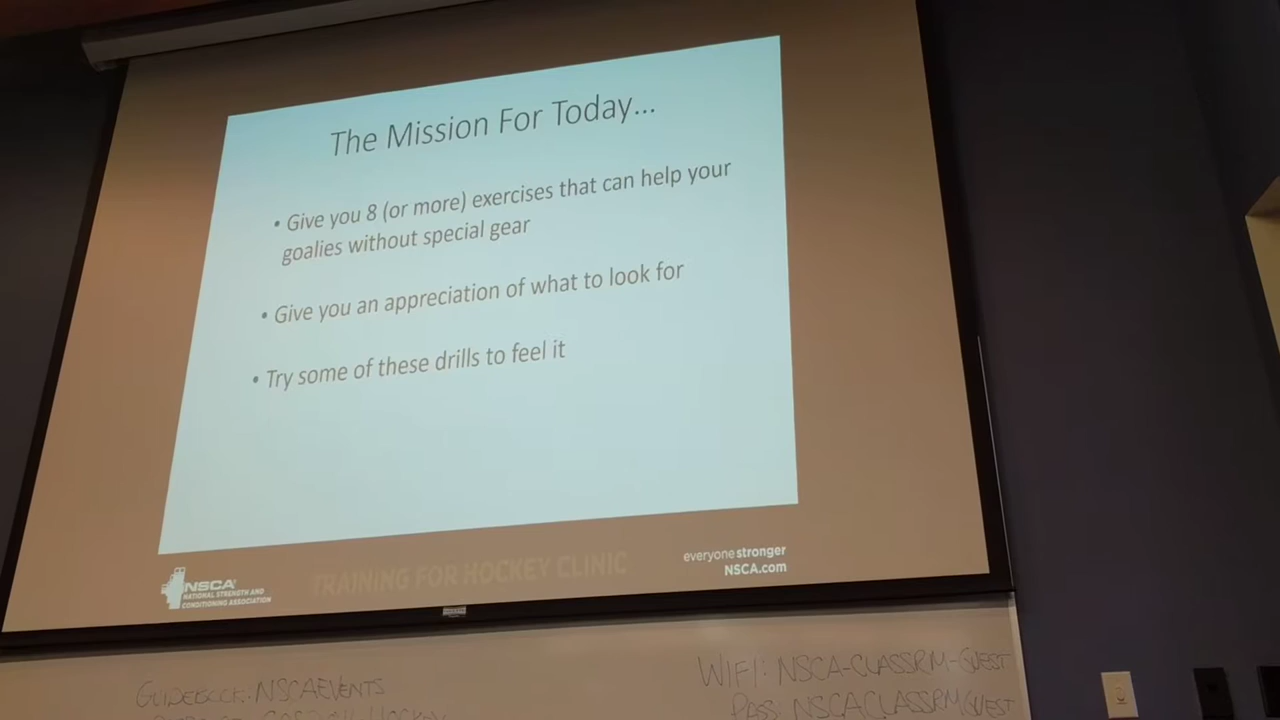 The Mission For Today...
• Give you 8 (or more) exercises that can help your
goalies without special gear
• Give you an appreciation of what to look for
• Try some of these drills to feel it
NSCA
NATIONAL STRENGTH AND
CONDITIONING ASSOCIATION
TRAINING FOR HOCKEY CLINIC
everyonestronger
NSCA.com
GUIDEBOOK: NSCAEVENTS
HOCKEY
WIFI: NSCA-CLASSRM-GUEST
PASS: NSCACLASSRMGUEST